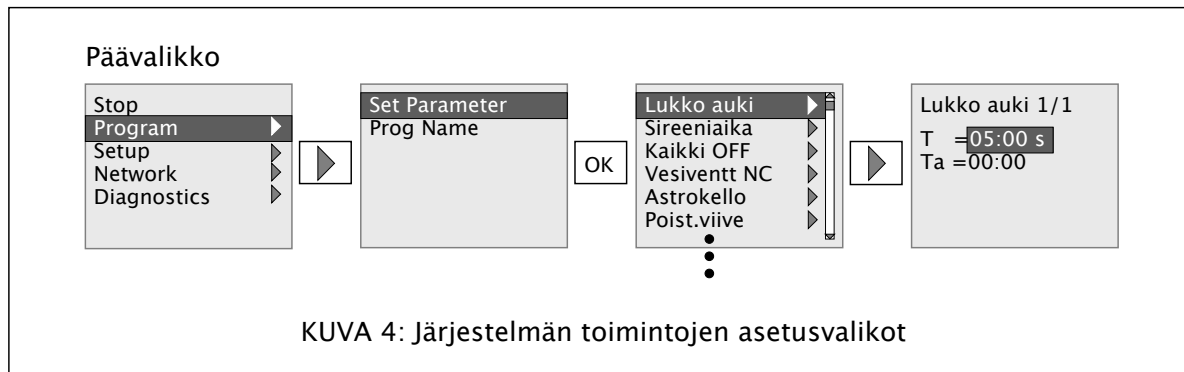 Päävalikko
Stop
Program
Setup
Network
Diagnostics
Set Parameter
Prog Name
OK
Lukko auki
Sireeniaika
Kaikki OFF
Vesiventt NC
Astrokello
Poist.viive
Lukko auki 1/1
T =05:00 s
Ta =00:00
KUVA 4: Järjestelmän toimintojen asetusvalikot